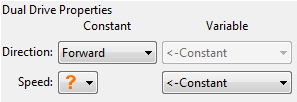 Dual Drive Properties
Constant Variable
Direction: Forward <-Constant
Speed: ? <-Constant